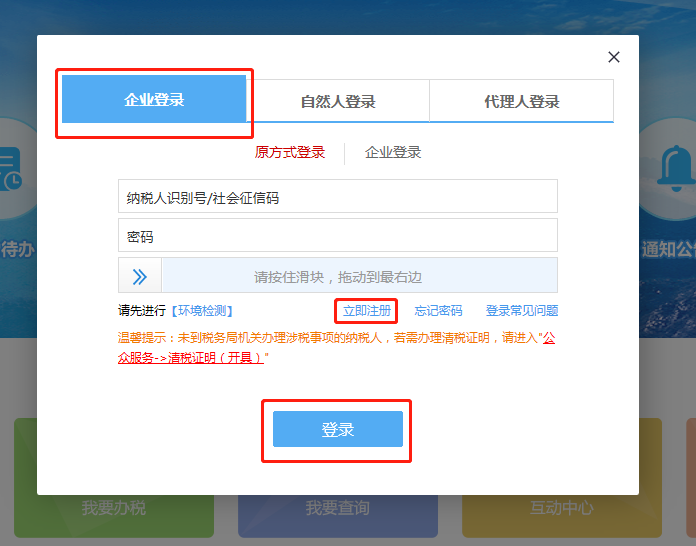 企业登录
自然人登录
代理人登录
原方式登录
企业登录
纳税人识别号/社会征信码
密码
请按住滑块，拖动到最右边
请先进行【环境检测】
立即注册
忘记密码
登录常见问题
温馨提示：未到税务局机关办理涉税事项的纳税人，若需办理清税证明，请进入"公
众服务->清税证明（开具）"
登录
待办
通知公
我要办税
我要查询
互动中心